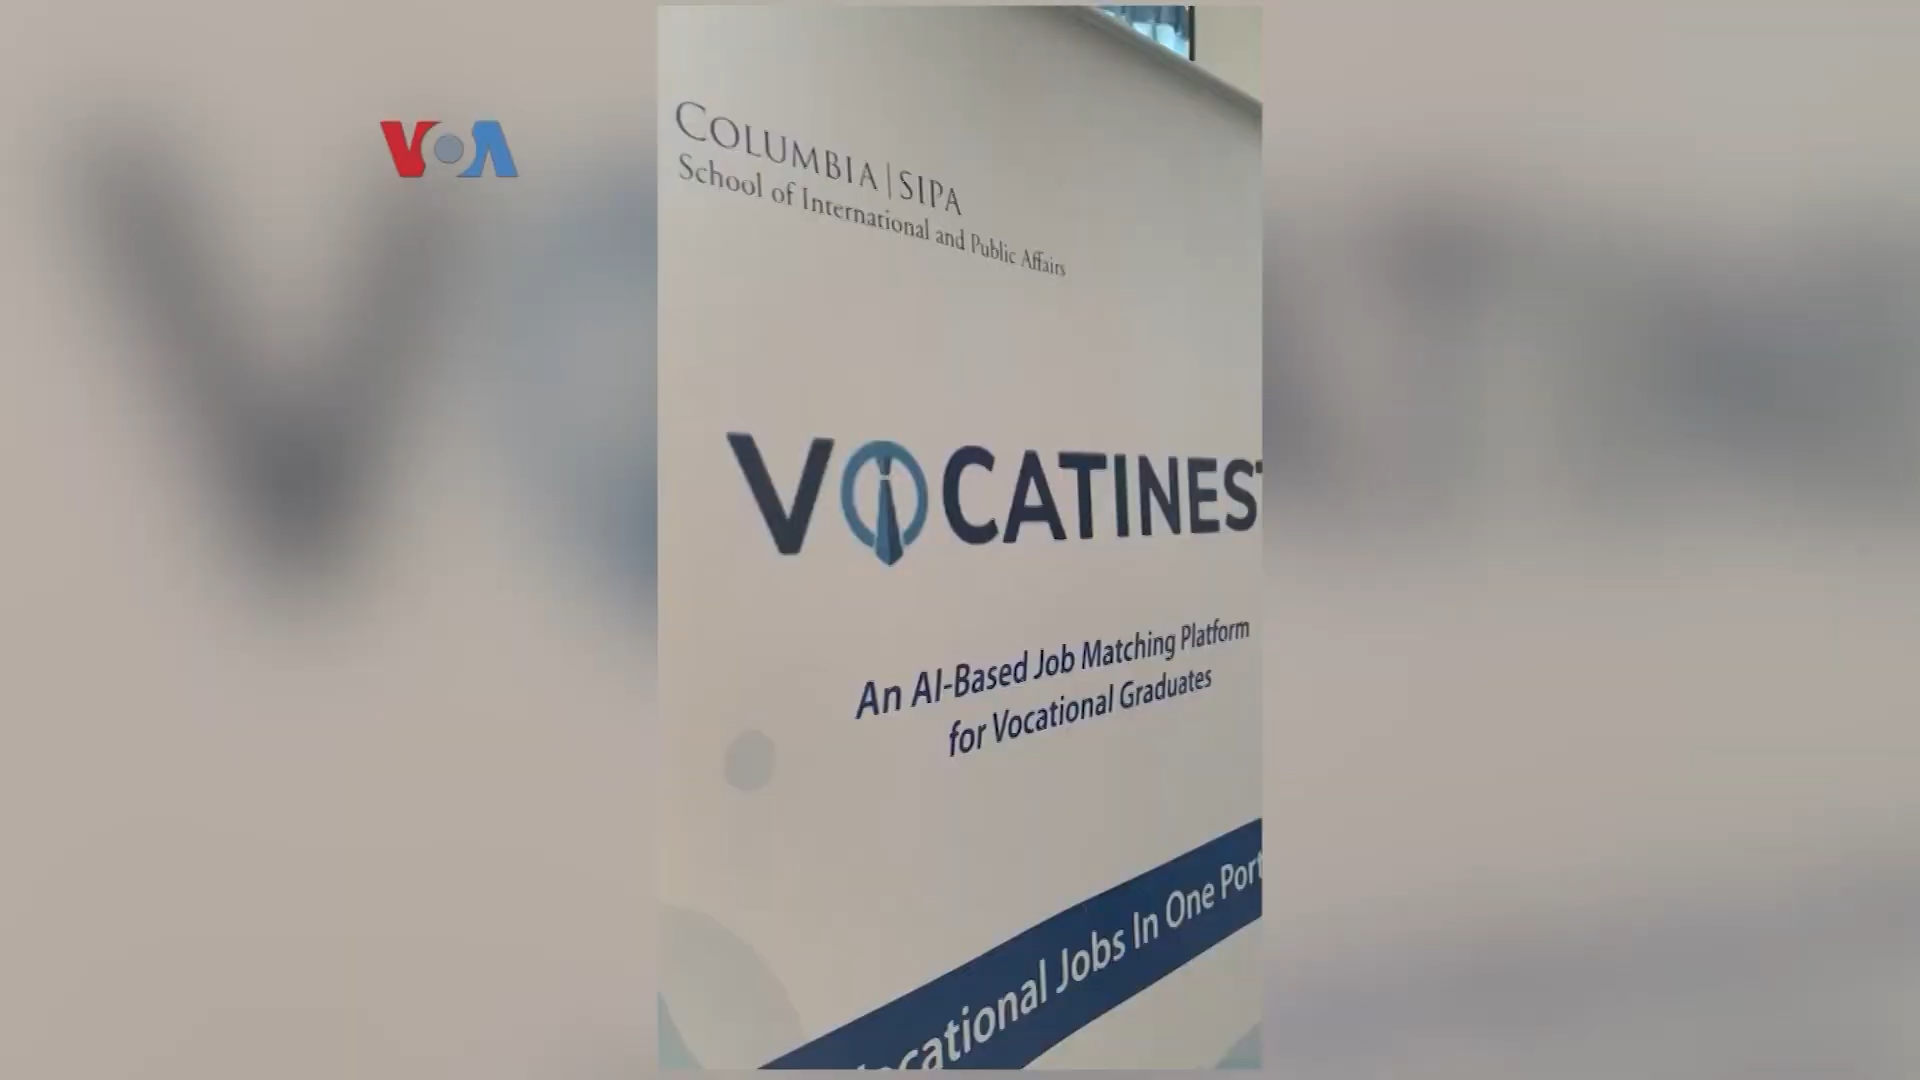 VOA
COLUMBIA | SIPA
School of International and Public Affairs
VOCATINEST
An AI-Based Job Matching Platform
for Vocational Graduates
Jobs In One